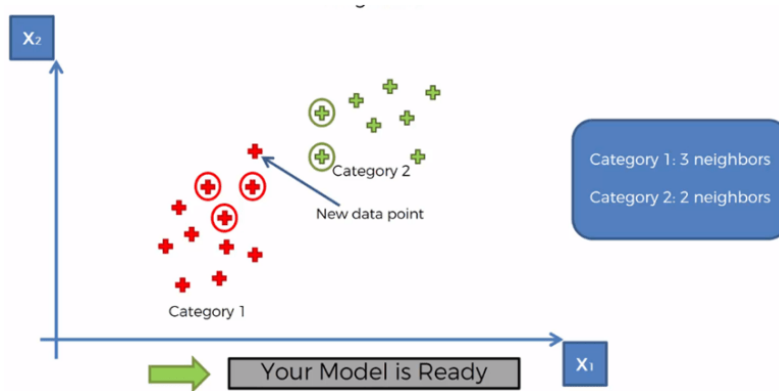 X₂
Category 2
Category 1: 3 neighbors
Category 2: 2 neighbors
New data point
Category 1
Your Model is Ready
X₁